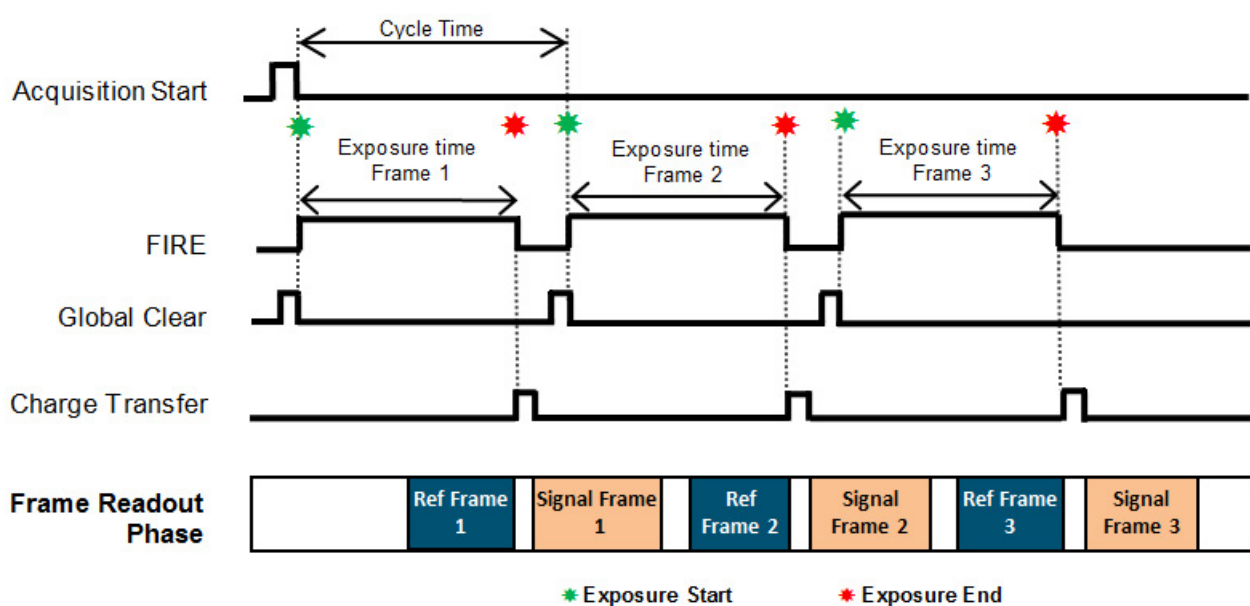 Cycle Time
Acquisition Start
Exposure time
Frame 1
Exposure time
Frame 2
Exposure time
Frame 3
FIRE
Global Clear
Charge Transfer
Frame Readout
Phase
Ref Frame
1
Signal Frame
1
Ref
Frame 2
Signal
Frame 2
Ref Frame
3
Signal
Frame 3
Exposure Start
Exposure End